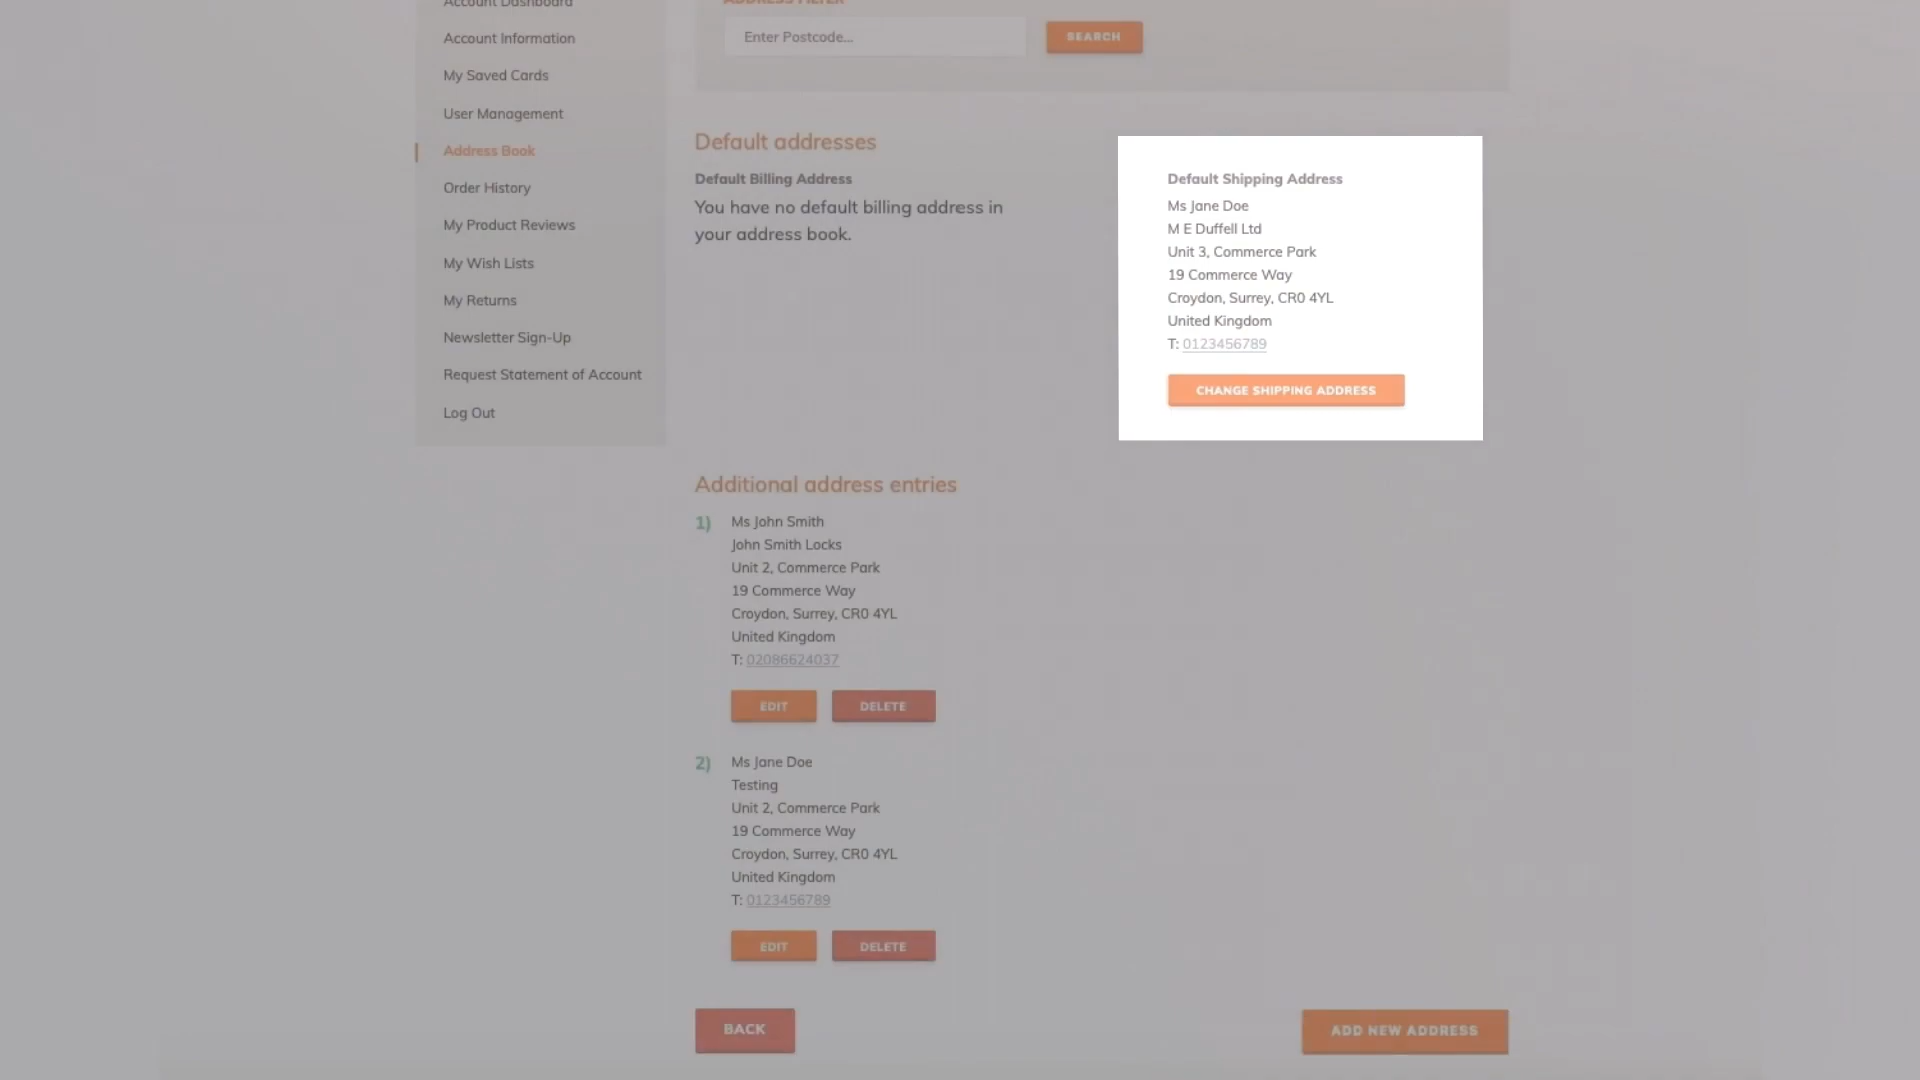 Account Dashboard
Account Information
My Saved Cards
User Management
Address Book
Order History
My Product Reviews
My Wish Lists
My Returns
Newsletter Sign-Up
Request Statement of Account
Log Out
ADDRESS FILTER
Enter Postcode...
SEARCH
Default addresses
Default Billing Address
You have no default billing address in
your address book.
Default Shipping Address
Ms Jane Doe
M E Duffell Ltd
Unit 3, Commerce Park
19 Commerce Way
Croydon, Surrey, CR0 4YL
United Kingdom
T: 0123456789
CHANGE SHIPPING ADDRESS
Additional address entries
1)
Ms John Smith
John Smith Locks
Unit 2, Commerce Park
19 Commerce Way
Croydon, Surrey, CR0 4YL
United Kingdom
T: 02086624037
EDIT
DELETE
2)
Ms Jane Doe
Testing
Unit 2, Commerce Park
19 Commerce Way
Croydon, Surrey, CR0 4YL
United Kingdom
T: 0123456789
EDIT
DELETE
BACK
ADD NEW ADDRESS